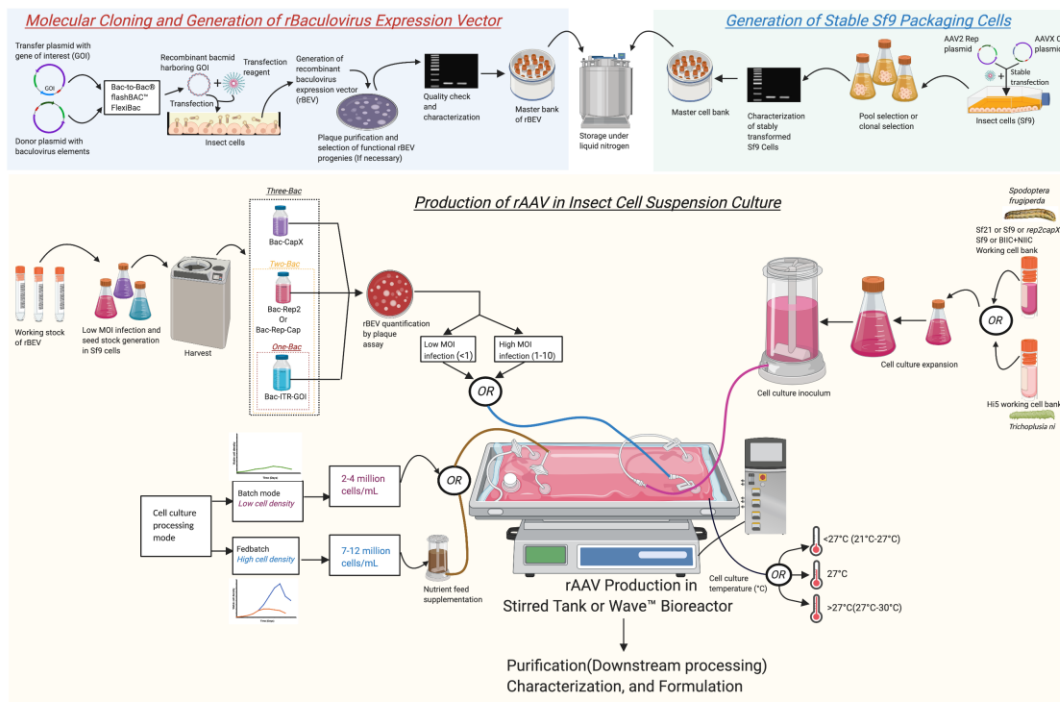 Molecular Cloning and Generation of rBaculovirus Expression Vector
Transfer plasmid with
gene of interest (GOI)
GOI
Donor plasmid with
baculovirus elements
Bac-to-Bac®
flashBAC™
FlexiBac
Recombinant bacmid
harboring GOI
+
Transfection
reagent
Transfection
Insect cells
Generation of
recombinant
baculovirus
expression vector
(rBEV)
Plaque purification and
selection of functional rBEV
progenies (If necessary)
Quality check
and
characterization
Master bank
of rBEV
Storage under
liquid nitrogen
Generation of Stable Sf9 Packaging Cells
AAV2 Rep
plasmid
AAVX C
plasmid
+
Stable
transfection
Insect cells (Sf9)
Pool selection or
clonal selection
Characterization
of stably
transformed
Sf9 Cells
Master cell bank
Production of rAAV in Insect Cell Suspension Culture
Working stock
of rBEV
Low MOI infection and
seed stock generation
in Sf9 cells
Harvest
Three-Bac
Bac-CapX
Two-Bac
Bac-Rep2
Or
Bac-Rep-Cap
One-Bac
Bac-ITR-GOI
rBEV quantification
by plaque
assay
Low MOI
infection (<1)
High MOI
infection (1-10)
OR
Cell culture inoculum
Cell culture expansion
Spodoptera
frugiperda
Sf21 or Sf9 or rep2capX
Sf9 or BIIC+NIIC
Working cell bank
OR
Hi5 working cell bank
Trichoplusia ni
Cell culture
processing
mode
Batch mode
Low cell density
2-4 million
cells/mL
Fedbatch
High cell density
7-12 million
cells/mL
OR
Nutrient feed
supplementation
rAAV Production in
Stirred Tank or Wave™ Bioreactor
Cell culture
temperature (°C)
OR
<27°C (21°C-27°C)
27°C
>27°C(27°C-30°C)
Purification(Downstream processing)
Characterization, and Formulation